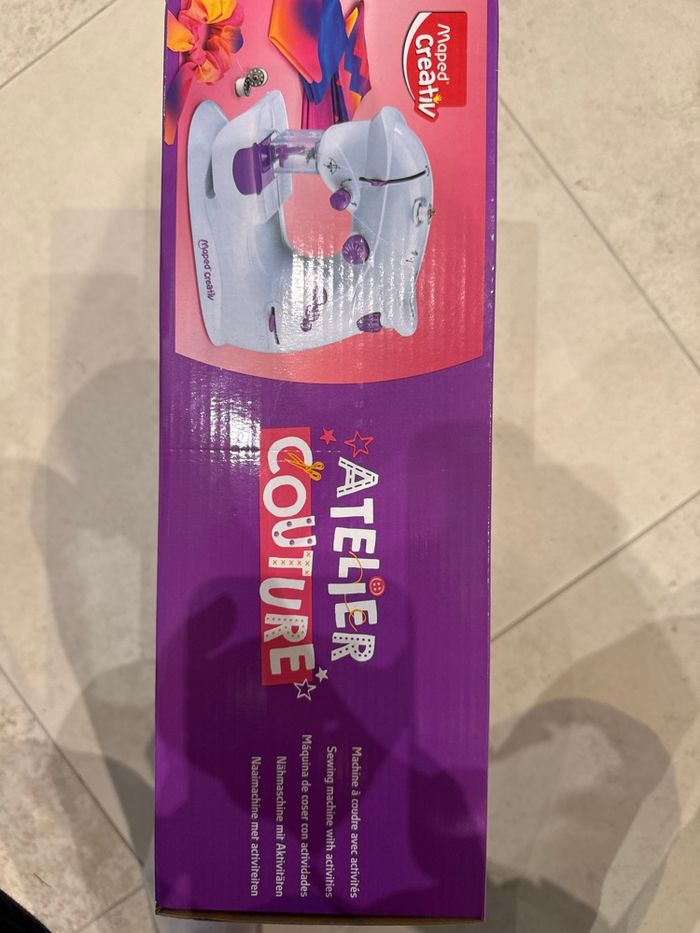 Maped®
Creativ
Maped creativ
ATELIER
COUTURE
Machine à coudre avec activités
Sewing machine with activities
Máquina de coser con actividades
Nähmaschine mit Aktivitäten
Naaimachine met activiteiten